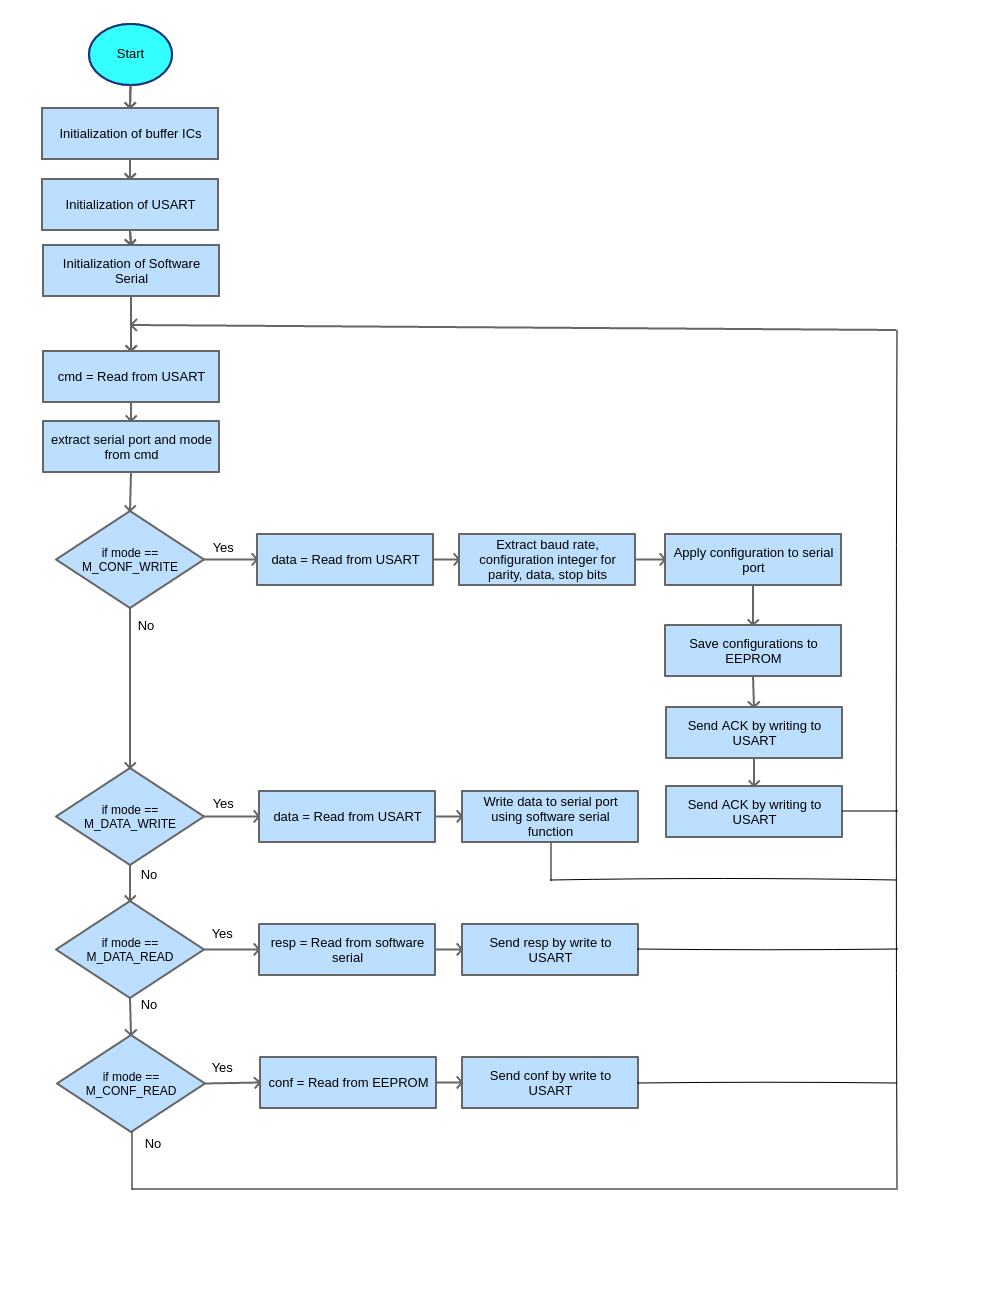 Start
Initialization of buffer ICs
Initialization of USART
Initialization of Software
Serial
cmd = Read from USART
extract serial port and mode
from cmd
if mode ==
M_CONF_WRITE
Yes
No
data = Read from USART
Extract baud rate,
configuration integer for
parity, data, stop bits
Apply configuration to serial
port
Save configurations to
EEPROM
Send ACK by writing to
USART
Send ACK by writing to
USART
if mode ==
M_DATA_WRITE
Yes
No
data = Read from USART
Write data to serial port
using software serial
function
if mode ==
M_DATA_READ
Yes
No
resp = Read from software
serial
Send resp by write to
USART
if mode ==
M_CONF_READ
Yes
No
conf = Read from EEPROM
Send conf by write to
USART